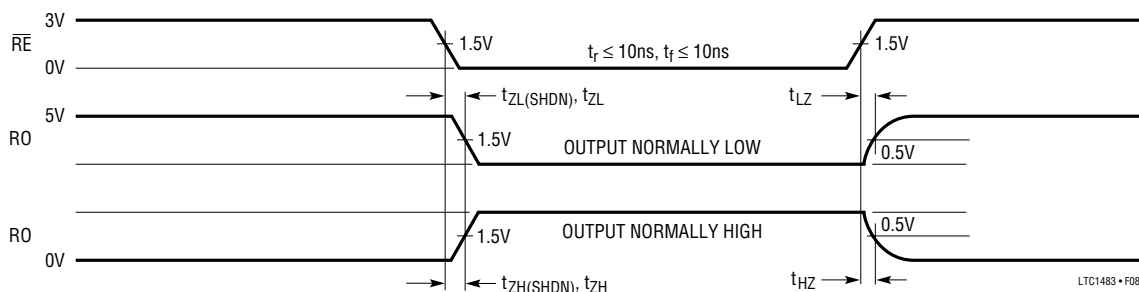 3V
RE
1.5V
tr ≤ 10ns, tf ≤ 10ns
1.5V
0V
tZL(SHDN), tZL
tLZ
5V
RO
1.5V
OUTPUT NORMALLY LOW
0.5V
RO
1.5V
OUTPUT NORMALLY HIGH
0.5V
0V
tZH(SHDN), tZH
tHZ
LTC1483 • F08